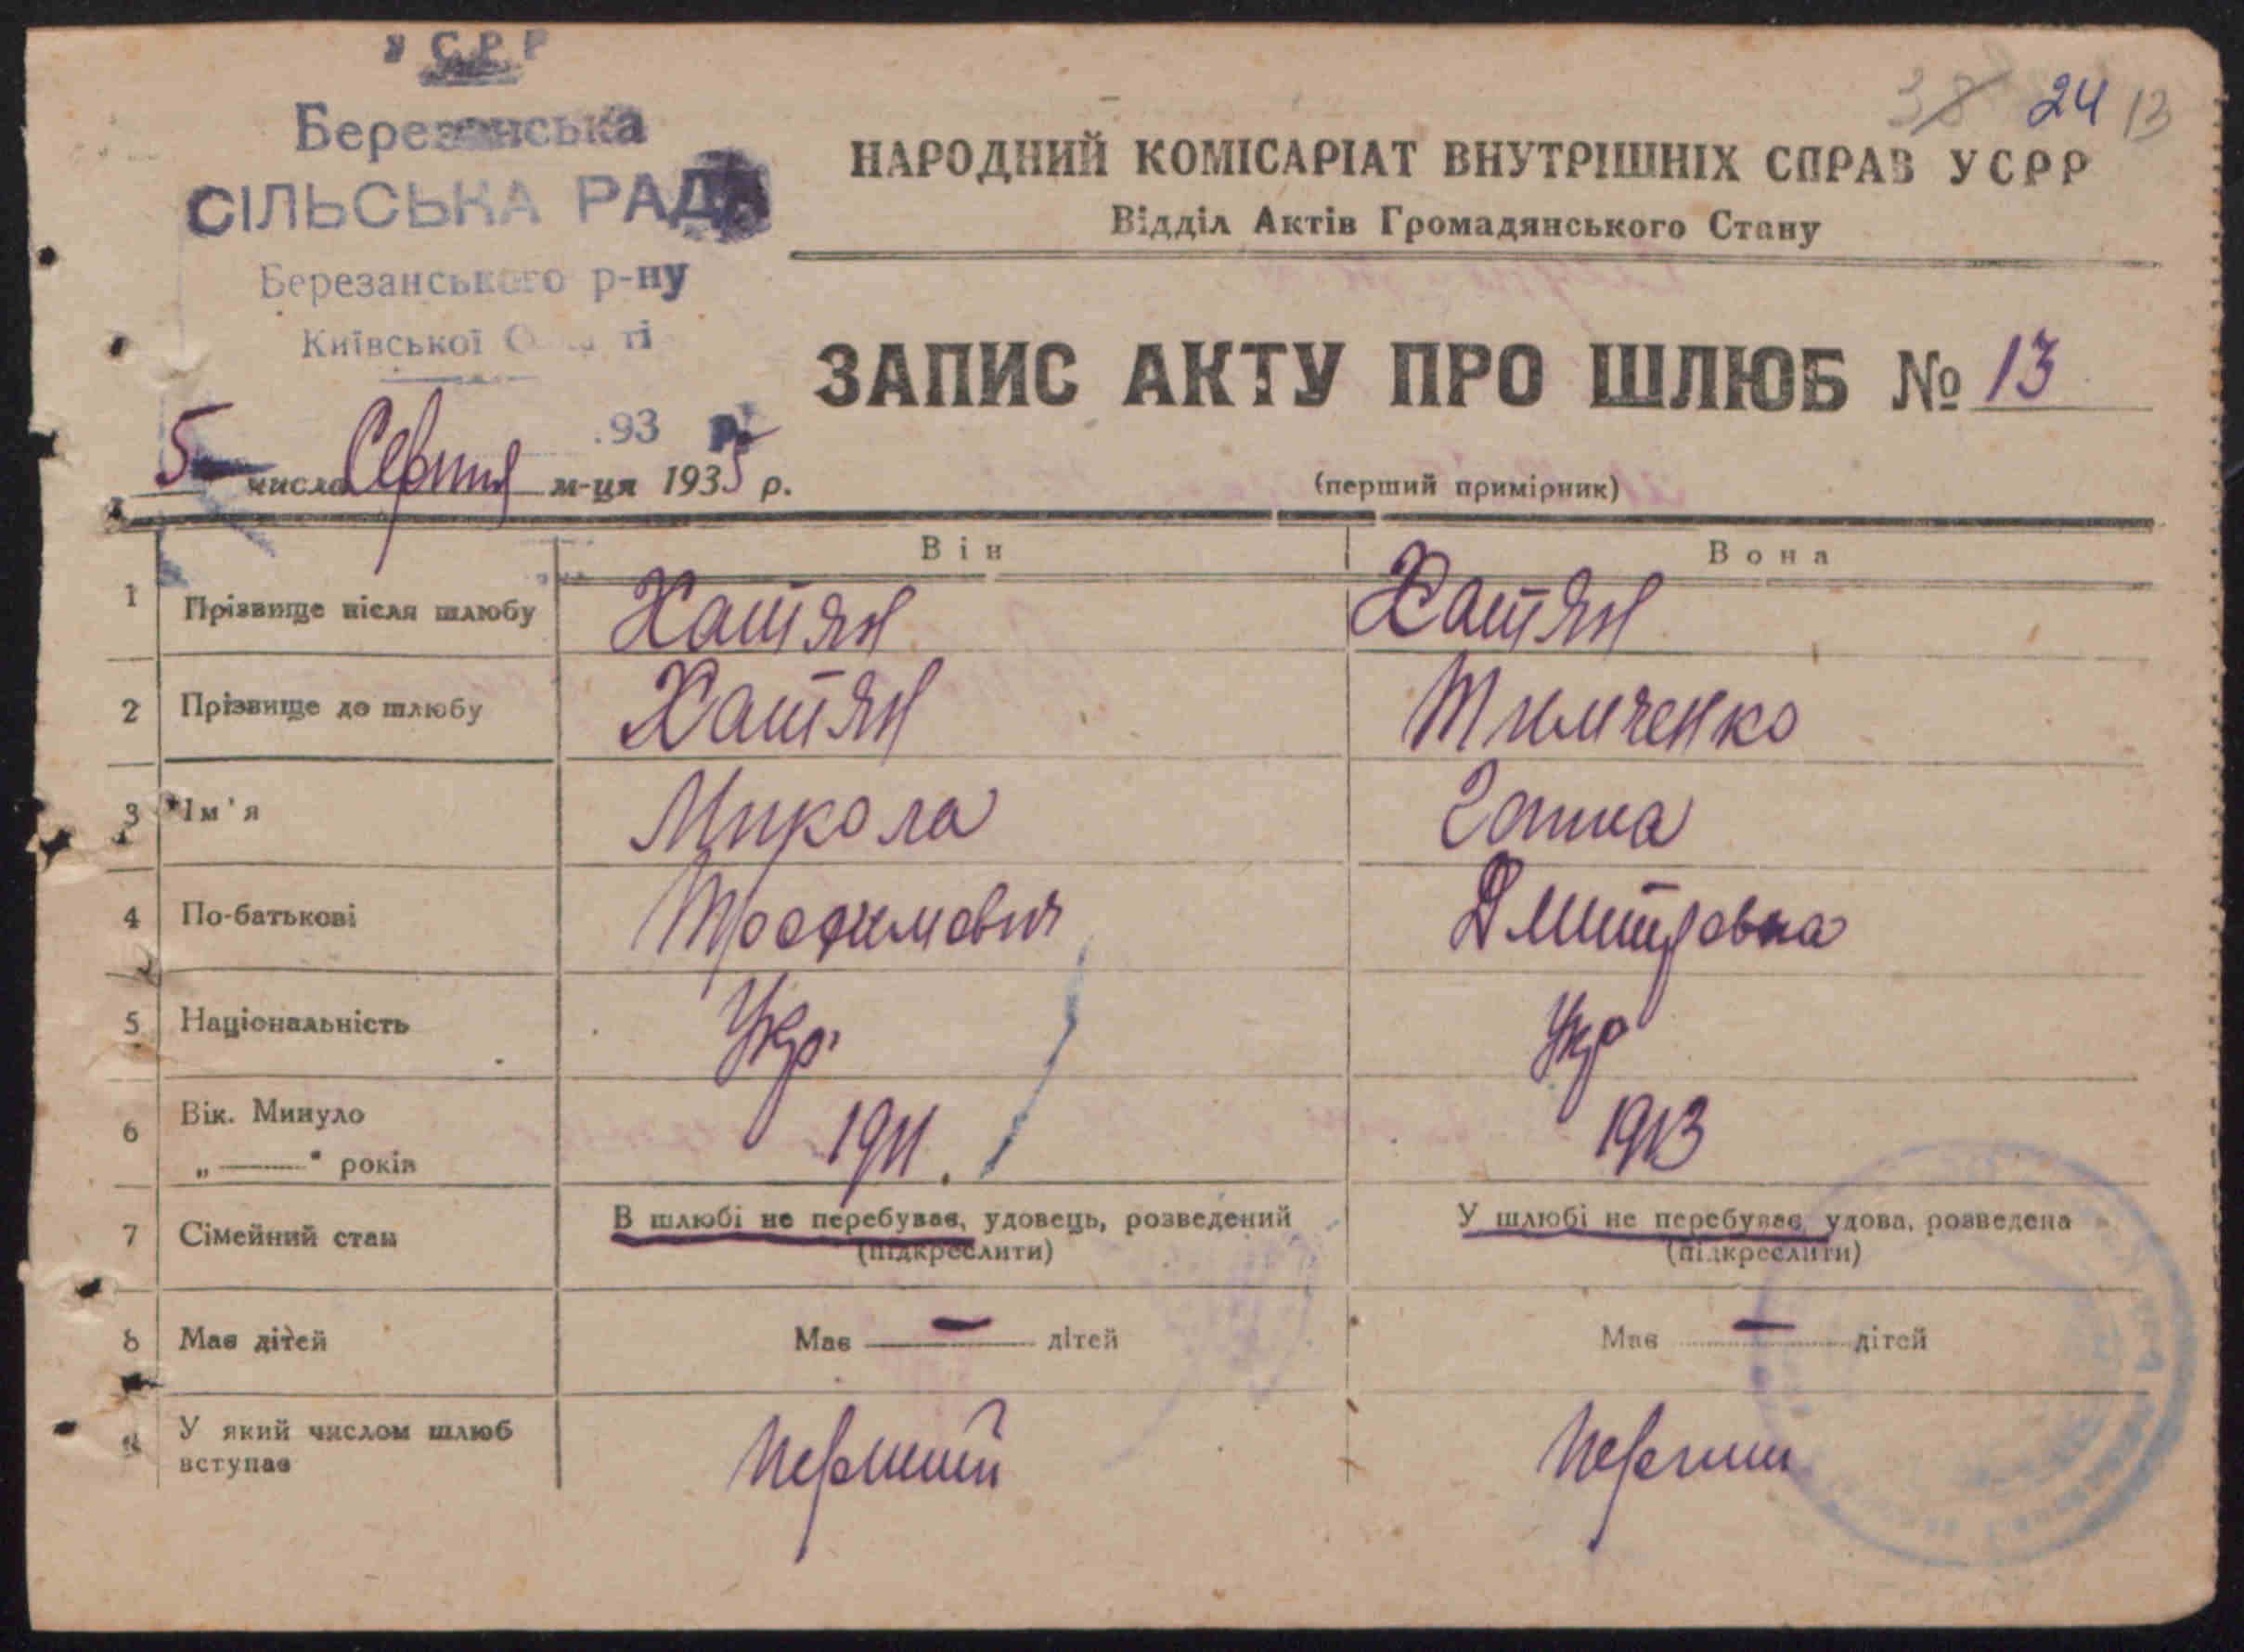 УСРР
Березанська
СІЛЬСЬКА РАДА
Березанського р-ну
Київської
193 р.
38 24 13
НАРОДНИЙ КОМІСАРІАТ ВНУТРІШНІХ СПРАВ УСРР
Відділ Актів Громадянського Стану
ЗАПИС АКТУ ПРО ШЛЮБ № 13
5 число Серпня м-ця 1935 р.
(перший примірник)
Він Вона
1 Прізвище після шлюбу Хатян Хатян
2 Прізвище до шлюбу Хатян Тимченко
3 Ім'я Микола Ганна
4 По-батькові Трофимович Дмитровна
5 Національність Укр. Укр
6 Вік. Минуло
„ — “ років 1911. 1913
7 Сімейний стан В шлюбі не перебуває, удовець, розведений У шлюбі не перебуває, удова, розведена
(підкреслити) (підкреслити)
8 Має дітей Має — дітей Має — дітей
У який числом шлюб
вступає Перший Перший